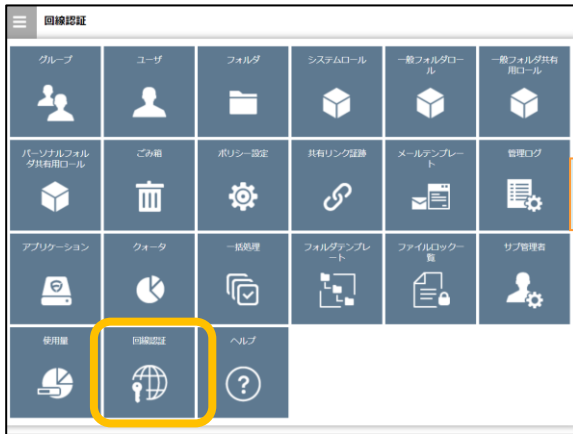 回線認証
グループ
ユーザ
フォルダ
システムロール
一般フォルダロー
ル
一般フォルダ共有
用ロール
パーソナルフォル
ダ共有用ロール
ごみ箱
ポリシー設定
共有リンク証跡
メールテンプレー
ト
管理ログ
アプリケーション
クォータ
一括処理
フォルダテンプレ
ート
ファイルロック一
覧
サブ管理者
使用量
回線認証
ヘルプ